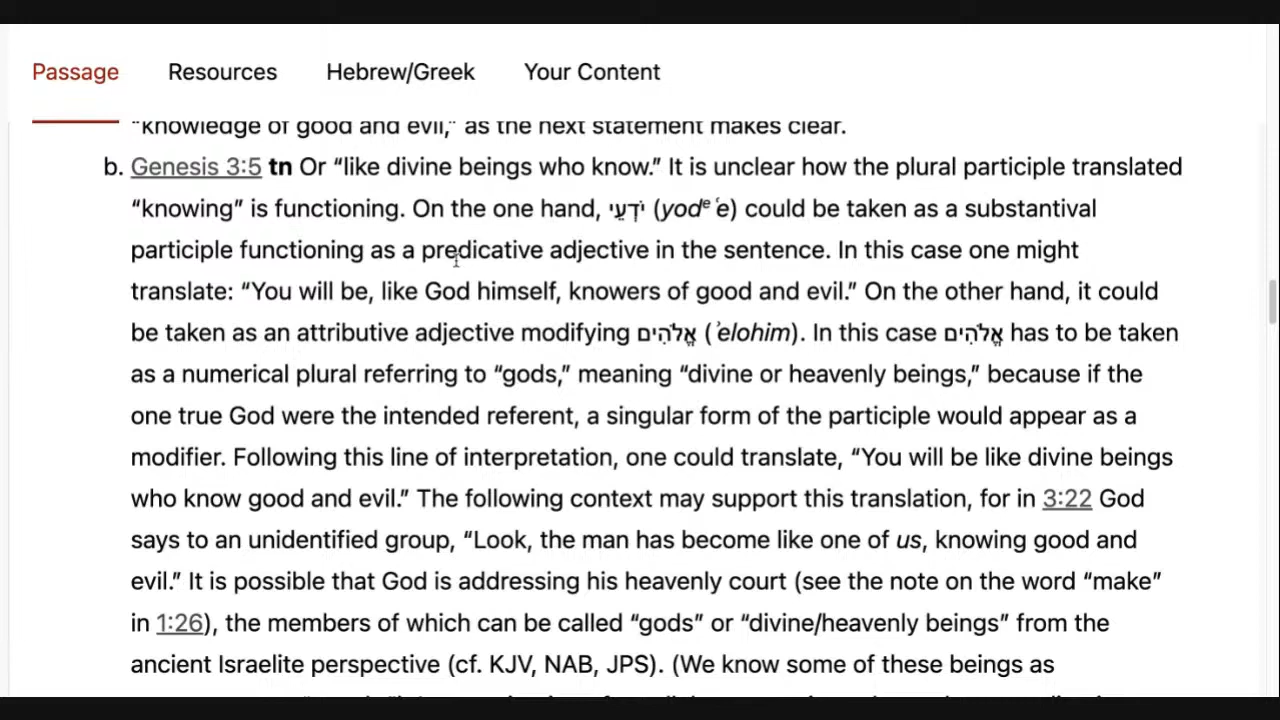 Passage Resources Hebrew/Greek Your Content
“knowledge of good and evil,” as the next statement makes clear.
b. Genesis 3:5 tn Or “like divine beings who know.” It is unclear how the plural participle translated
“knowing” is functioning. On the one hand, יֹדְעֵי (yodᵉʿe) could be taken as a substantival
participle functioning as a predicative adjective in the sentence. In this case one might
translate: “You will be, like God himself, knowers of good and evil.” On the other hand, it could
be taken as an attributive adjective modifying אֱלֹהִים (ʾelohim). In this case אֱלֹהִים has to be taken
as a numerical plural referring to “gods,” meaning “divine or heavenly beings,” because if the
one true God were the intended referent, a singular form of the participle would appear as a
modifier. Following this line of interpretation, one could translate, “You will be like divine beings
who know good and evil.” The following context may support this translation, for in 3:22 God
says to an unidentified group, “Look, the man has become like one of us, knowing good and
evil.” It is possible that God is addressing his heavenly court (see the note on the word “make”
in 1:26), the members of which can be called “gods” or “divine/heavenly beings” from the
ancient Israelite perspective (cf. KJV, NAB, JPS). (We know some of these beings as